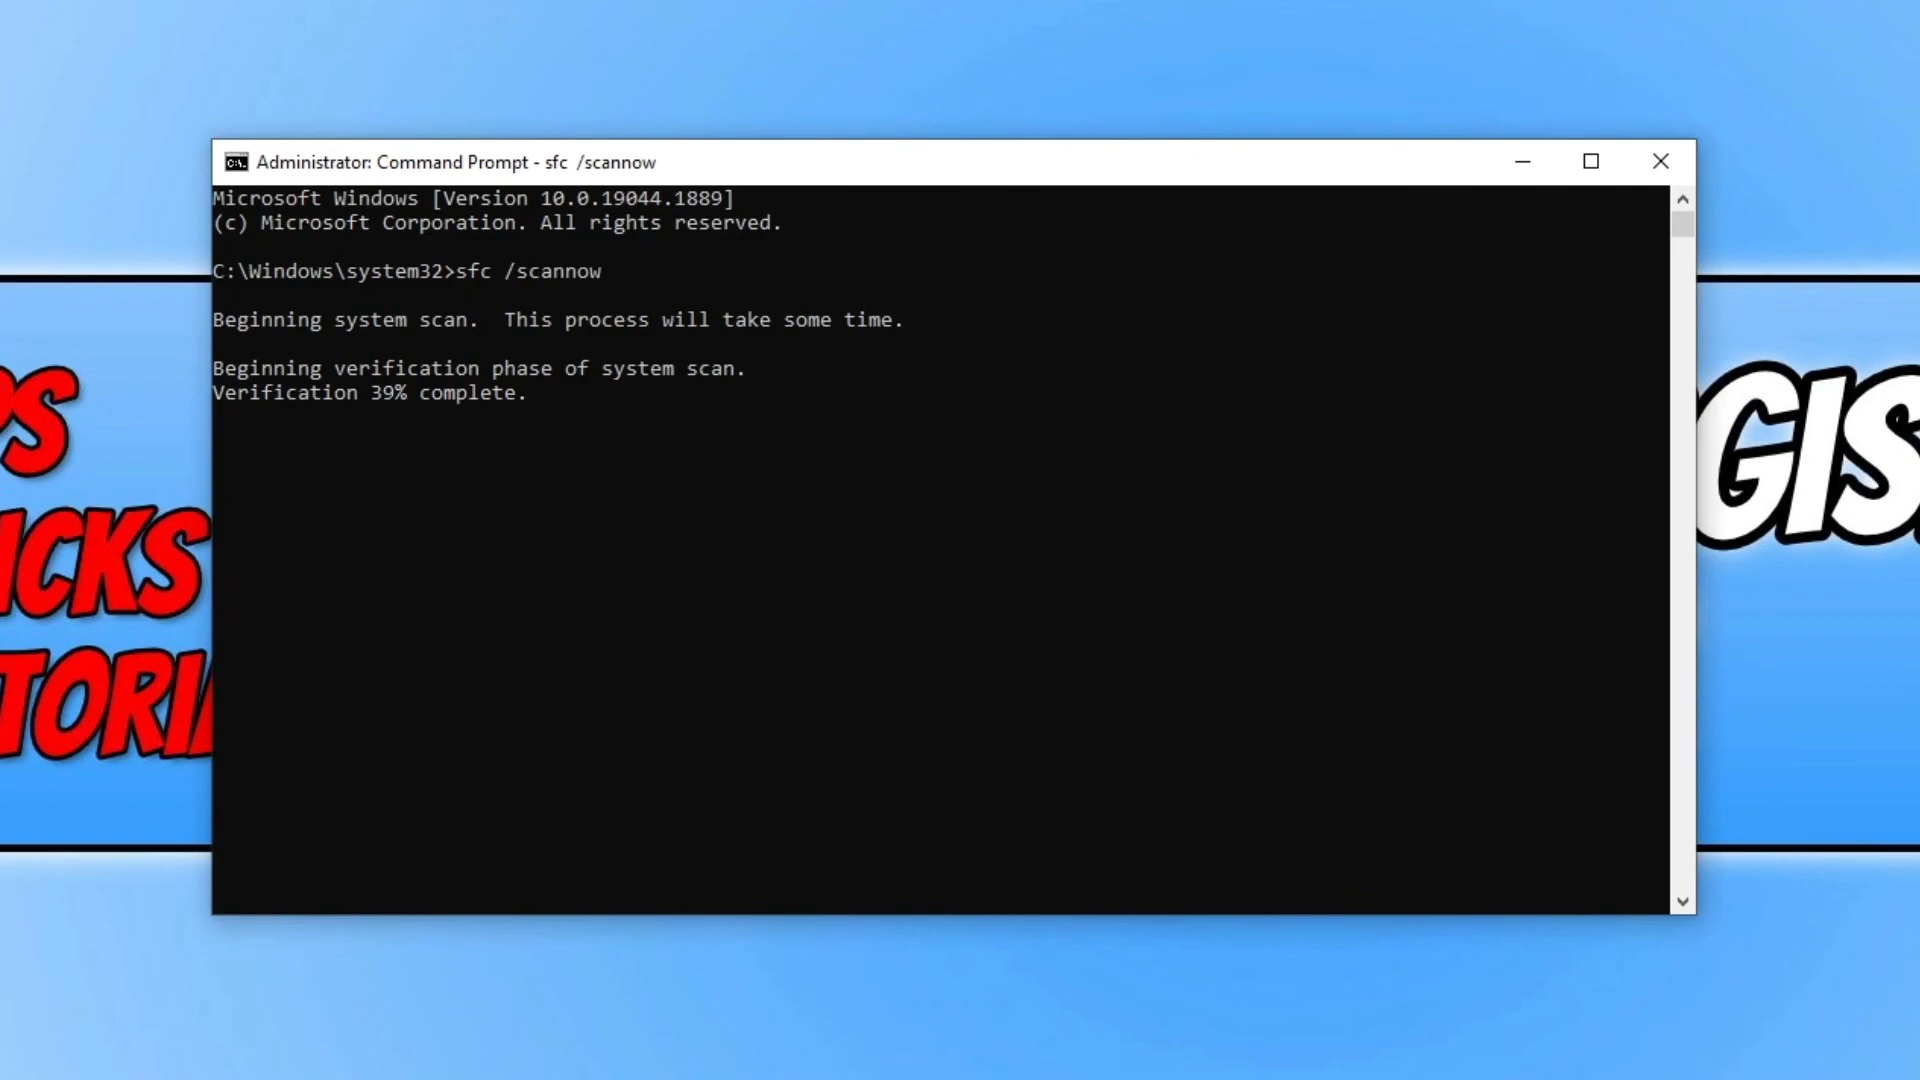 Administrator: Command Prompt - sfc  /scannow
Microsoft Windows [Version 10.0.19044.1889]
(c) Microsoft Corporation. All rights reserved.
C:\Windows\system32>sfc /scannow
Beginning system scan.  This process will take some time.
Beginning verification phase of system scan.
Verification 39% complete.